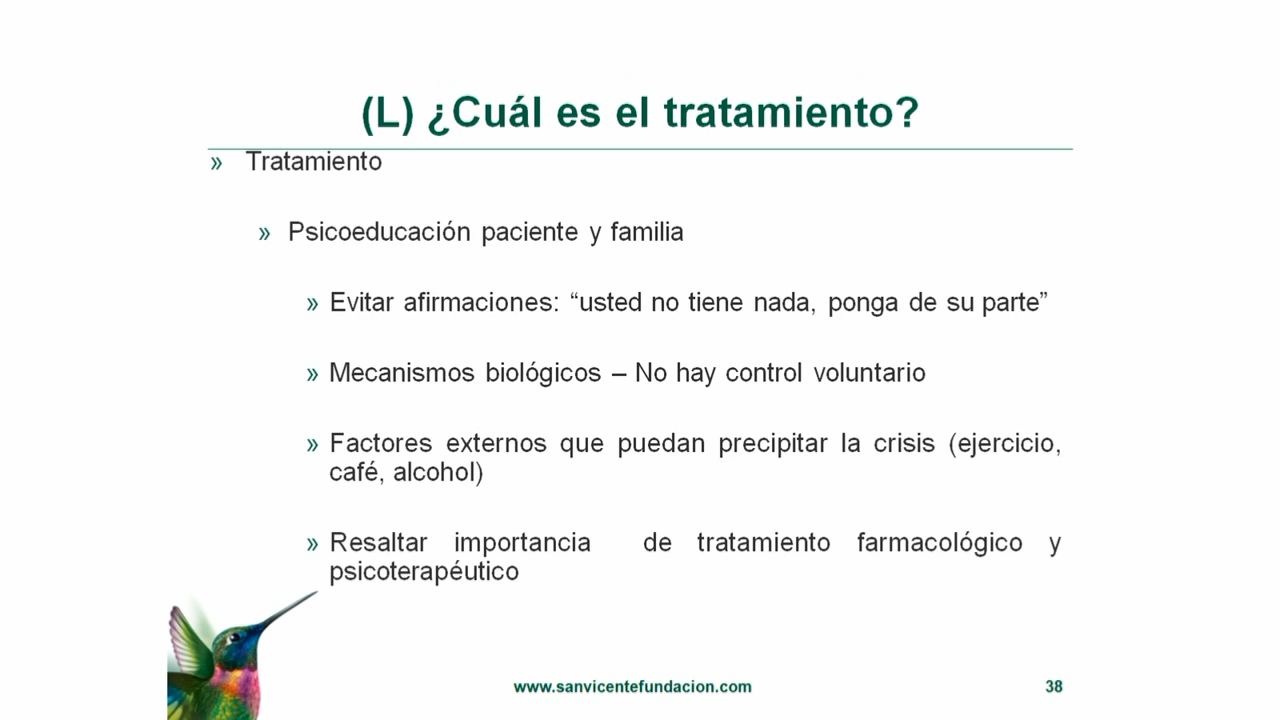 (L) ¿Cuál es el tratamiento?
» Tratamiento
» Psicoeducación paciente y familia
» Evitar afirmaciones: “usted no tiene nada, ponga de su parte”
» Mecanismos biológicos – No hay control voluntario
» Factores externos que puedan precipitar la crisis (ejercicio,
café, alcohol)
» Resaltar importancia de tratamiento farmacológico y
psicoterapéutico
www.sanvicentefundacion.com
38